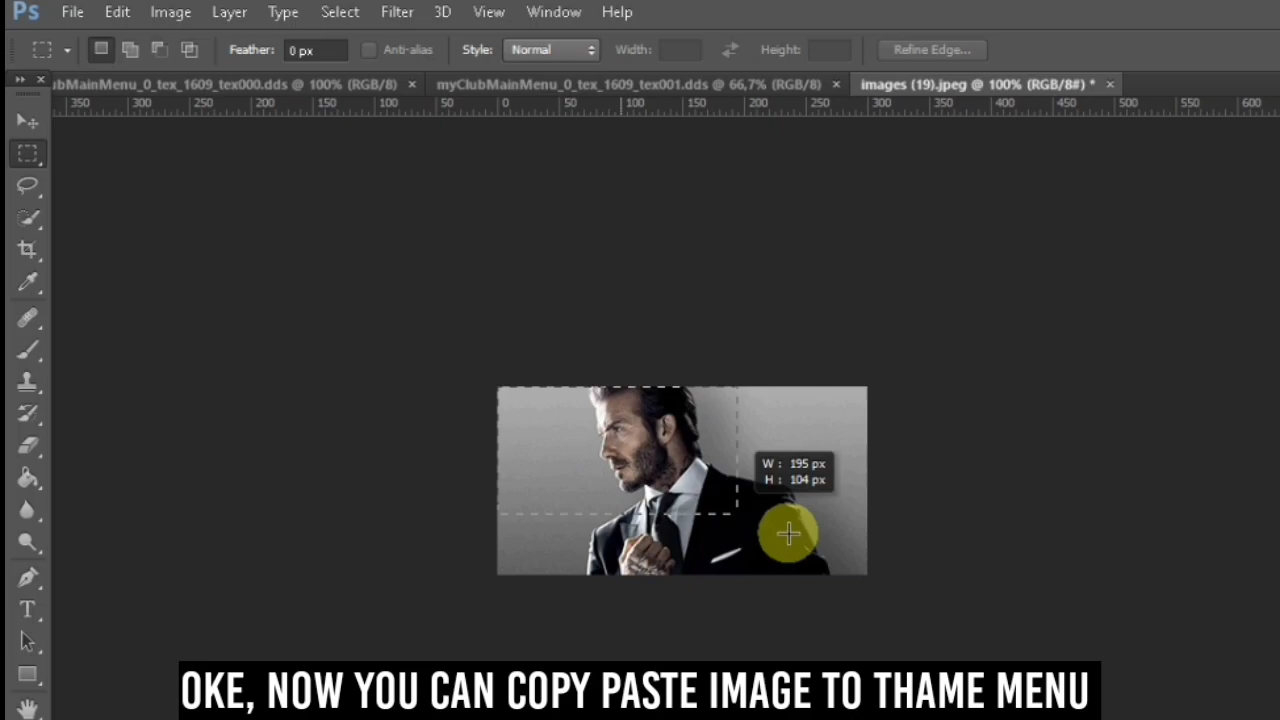 Ps File Edit Image Layer Type Select Filter 3D View Window Help
Feather: 0 px Anti-alias Style: Normal Width: Height: Refine Edge...
ubMainMenu_0_tex_1609_tex000.dds @ 100% (RGB/8) × myClubMainMenu_0_tex_1609_tex001.dds @ 66,7% (RGB/8) × images (19).jpeg @ 100% (RGB/8#) * ×
350 300 250 200 150 100 50 0 50 100 150 200 250 300 350 400 450 500 550 600
W : 195 px
H : 104 px
T
OKE, NOW YOU CAN COPY PASTE IMAGE TO THAME MENU